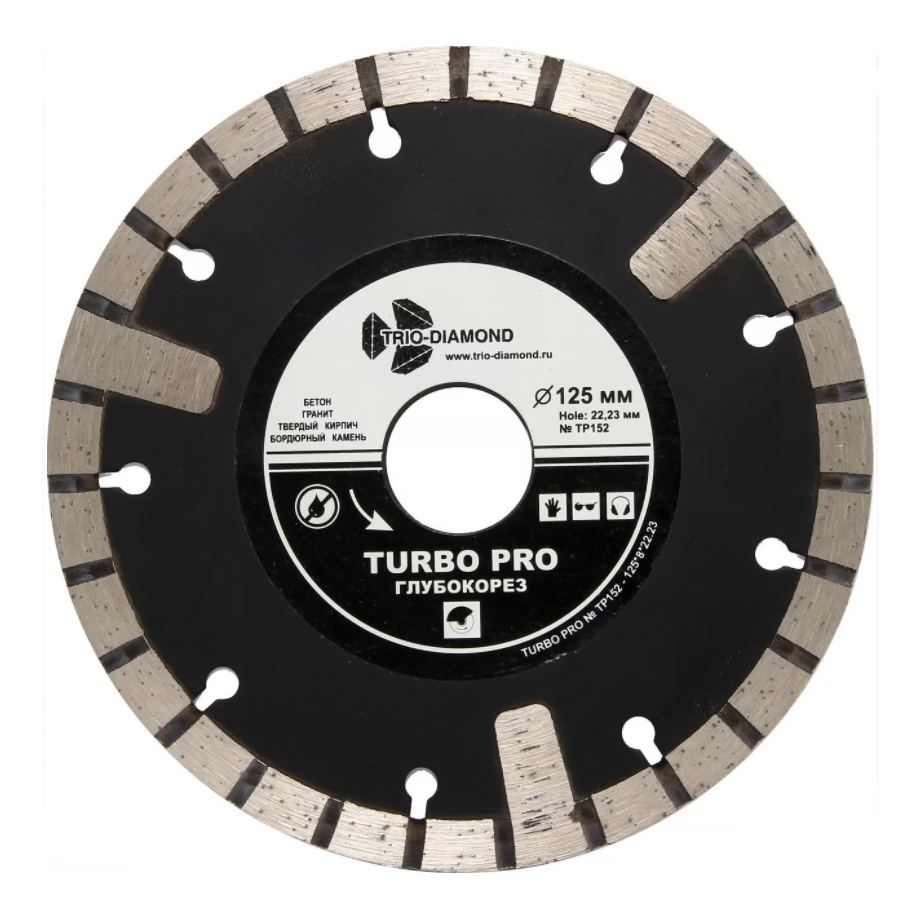 TRIO-DIAMOND
www.trio-diamond.ru
БЕТОН
ГРАНИТ
ТВЕРДЫЙ КИРПИЧ
БОРДЮРНЫЙ КАМЕНЬ
Ø 125 мм
Hole: 22,23 мм
№ TP152
TURBO PRO
ГЛУБОКОРЕЗ
TURBO PRO № TP152 - 125*8*22.23